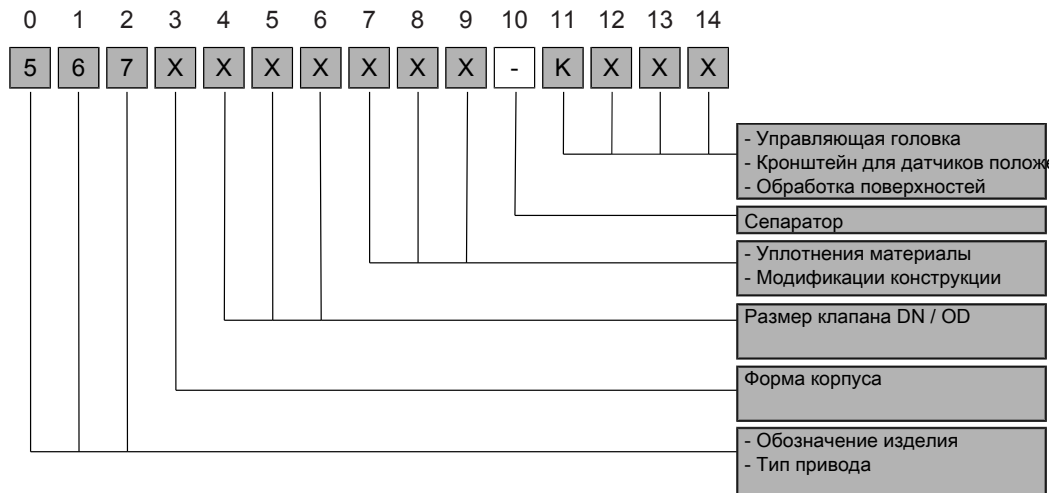 0 1 2 3 4 5 6 7 8 9 10 11 12 13 14
5 6 7 X X X X X X X - K X X X
- Управляющая головка
- Кронштейн для датчиков положе
- Обработка поверхностей
Сепаратор
- Уплотнения материалы
- Модификации конструкции
Размер клапана DN / OD
Форма корпуса
- Обозначение изделия
- Тип привода